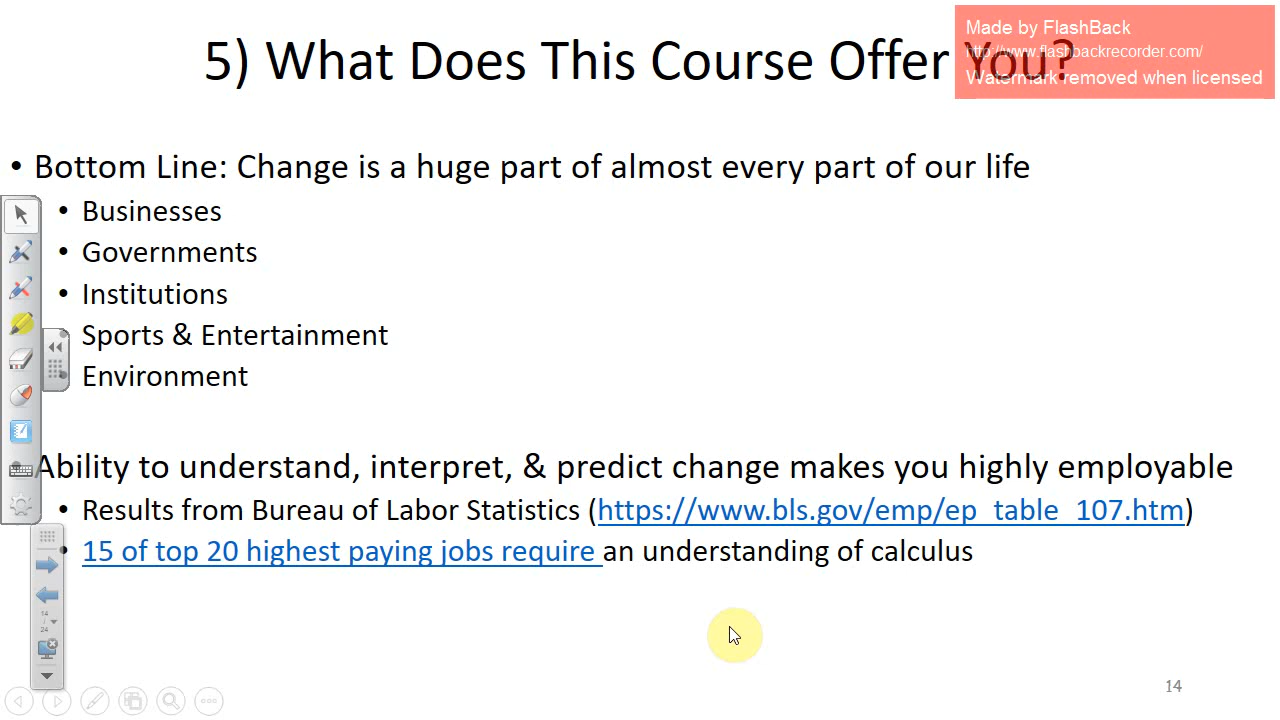 5) What Does This Course Offer You?
Made by FlashBack
http://www.flashbackrecorder.com/
Watermark removed when licensed
• Bottom Line: Change is a huge part of almost every part of our life
• Businesses
• Governments
• Institutions
Sports & Entertainment
Environment
Ability to understand, interpret, & predict change makes you highly employable
• Results from Bureau of Labor Statistics (https://www.bls.gov/emp/ep_table_107.htm)
• 15 of top 20 highest paying jobs require an understanding of calculus
14
/
24
14